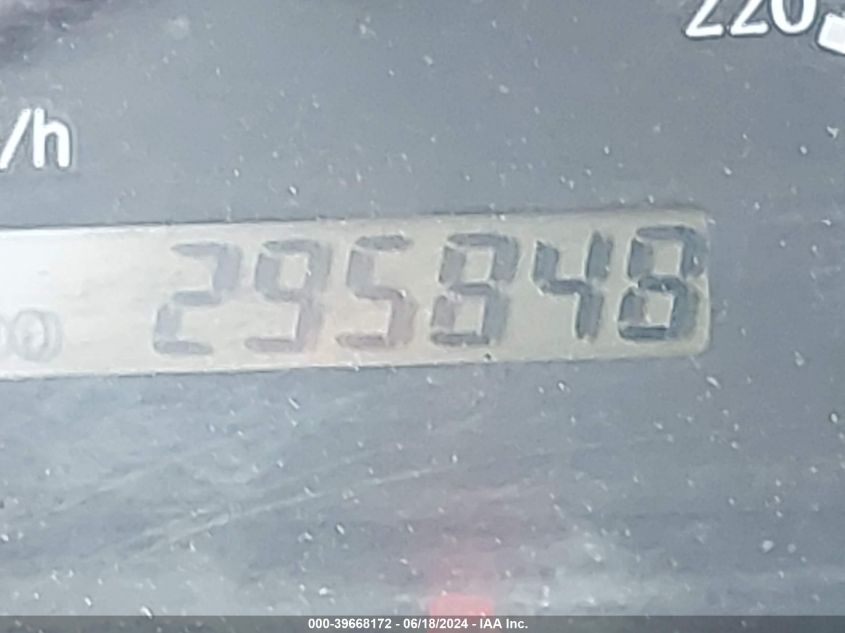 220
/h
295848
000-39668172 - 06/18/2024 - IAA Inc.